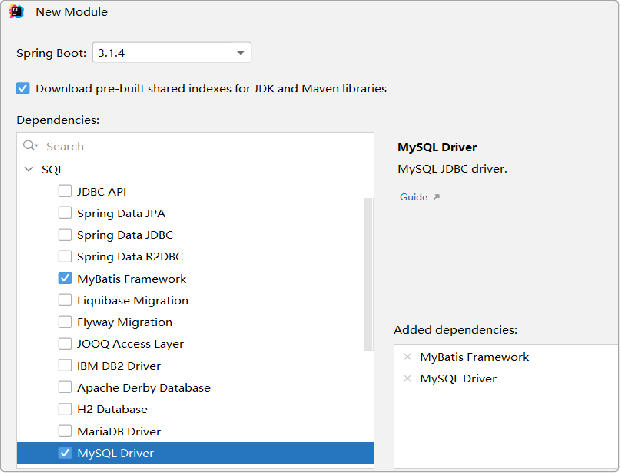 New Module
Spring Boot: 3.1.4
Download pre-built shared indexes for JDK and Maven libraries
Dependencies:
Search
SQL
JDBC API
Spring Data JPA
Spring Data JDBC
Spring Data R2DBC
MyBatis Framework
Liquibase Migration
Flyway Migration
JOOQ Access Layer
IBM DB2 Driver
Apache Derby Database
H2 Database
MariaDB Driver
MySQL Driver
MySQL Driver
MySQL JDBC driver.
Guide ↗
Added dependencies:
× MyBatis Framework
× MySQL Driver